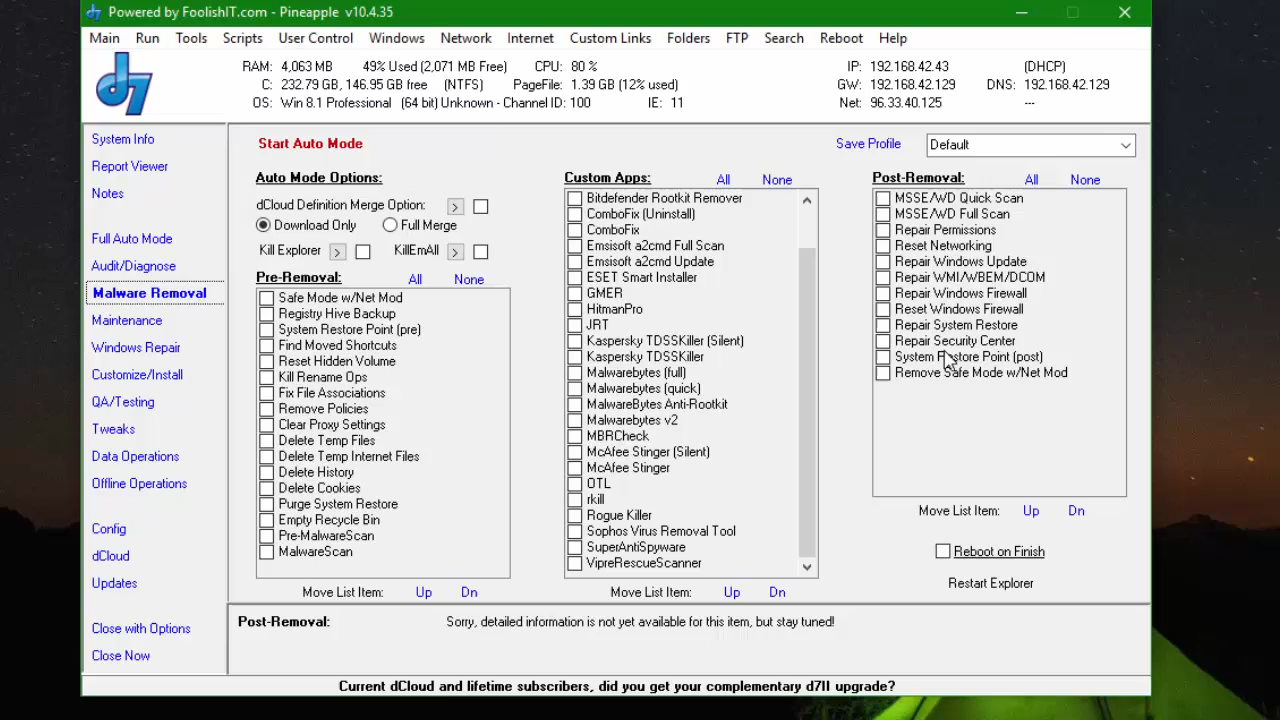 Powered by FoolishIT.com - Pineapple v10.4.35
Main Run Tools Scripts User Control Windows Network Internet Custom Links Folders FTP Search Reboot Help
d7
RAM: 4,063 MB 49% Used (2,071 MB Free) CPU: 80 %
C: 232.79 GB, 146.95 GB free (NTFS) PageFile: 1.39 GB (12% used)
OS: Win 8.1 Professional (64 bit) Unknown - Channel ID: 100 IE: 11
IP: 192.168.42.43 (DHCP)
GW: 192.168.42.129 DNS: 192.168.42.129
Net: 96.33.40.125 ---
System Info
Report Viewer
Notes
Full Auto Mode
Audit/Diagnose
Malware Removal
Maintenance
Windows Repair
Customize/Install
QA/Testing
Tweaks
Data Operations
Offline Operations
Config
dCloud
Updates
Close with Options
Close Now
Start Auto Mode
Save Profile Default
Auto Mode Options:
dCloud Definition Merge Option: >
Download Only Full Merge
Kill Explorer > KillEmAll >
Pre-Removal: All None
Safe Mode w/Net Mod
Registry Hive Backup
System Restore Point (pre)
Find Moved Shortcuts
Reset Hidden Volume
Kill Rename Ops
Fix File Associations
Remove Policies
Clear Proxy Settings
Delete Temp Files
Delete Temp Internet Files
Delete History
Delete Cookies
Purge System Restore
Empty Recycle Bin
Pre-MalwareScan
MalwareScan
Move List Item: Up Dn
Custom Apps: All None
Bitdefender Rootkit Remover
ComboFix (Uninstall)
ComboFix
Emsisoft a2cmd Full Scan
Emsisoft a2cmd Update
ESET Smart Installer
GMER
HitmanPro
JRT
Kaspersky TDSSKiller (Silent)
Kaspersky TDSSKiller
Malwarebytes (full)
Malwarebytes (quick)
MalwareBytes Anti-Rootkit
Malwarebytes v2
MBRCheck
McAfee Stinger (Silent)
McAfee Stinger
OTL
rkill
Rogue Killer
Sophos Virus Removal Tool
SuperAntiSpyware
VipreRescueScanner
Move List Item: Up Dn
Post-Removal: All None
MSSE/WD Quick Scan
MSSE/WD Full Scan
Repair Permissions
Reset Networking
Repair Windows Update
Repair WMI/WBEM/DCOM
Repair Windows Firewall
Reset Windows Firewall
Repair System Restore
Repair Security Center
System Restore Point (post)
Remove Safe Mode w/Net Mod
Move List Item: Up Dn
Reboot on Finish
Restart Explorer
Post-Removal: Sorry, detailed information is not yet available for this item, but stay tuned!
Current dCloud and lifetime subscribers, did you get your complementary d7II upgrade?